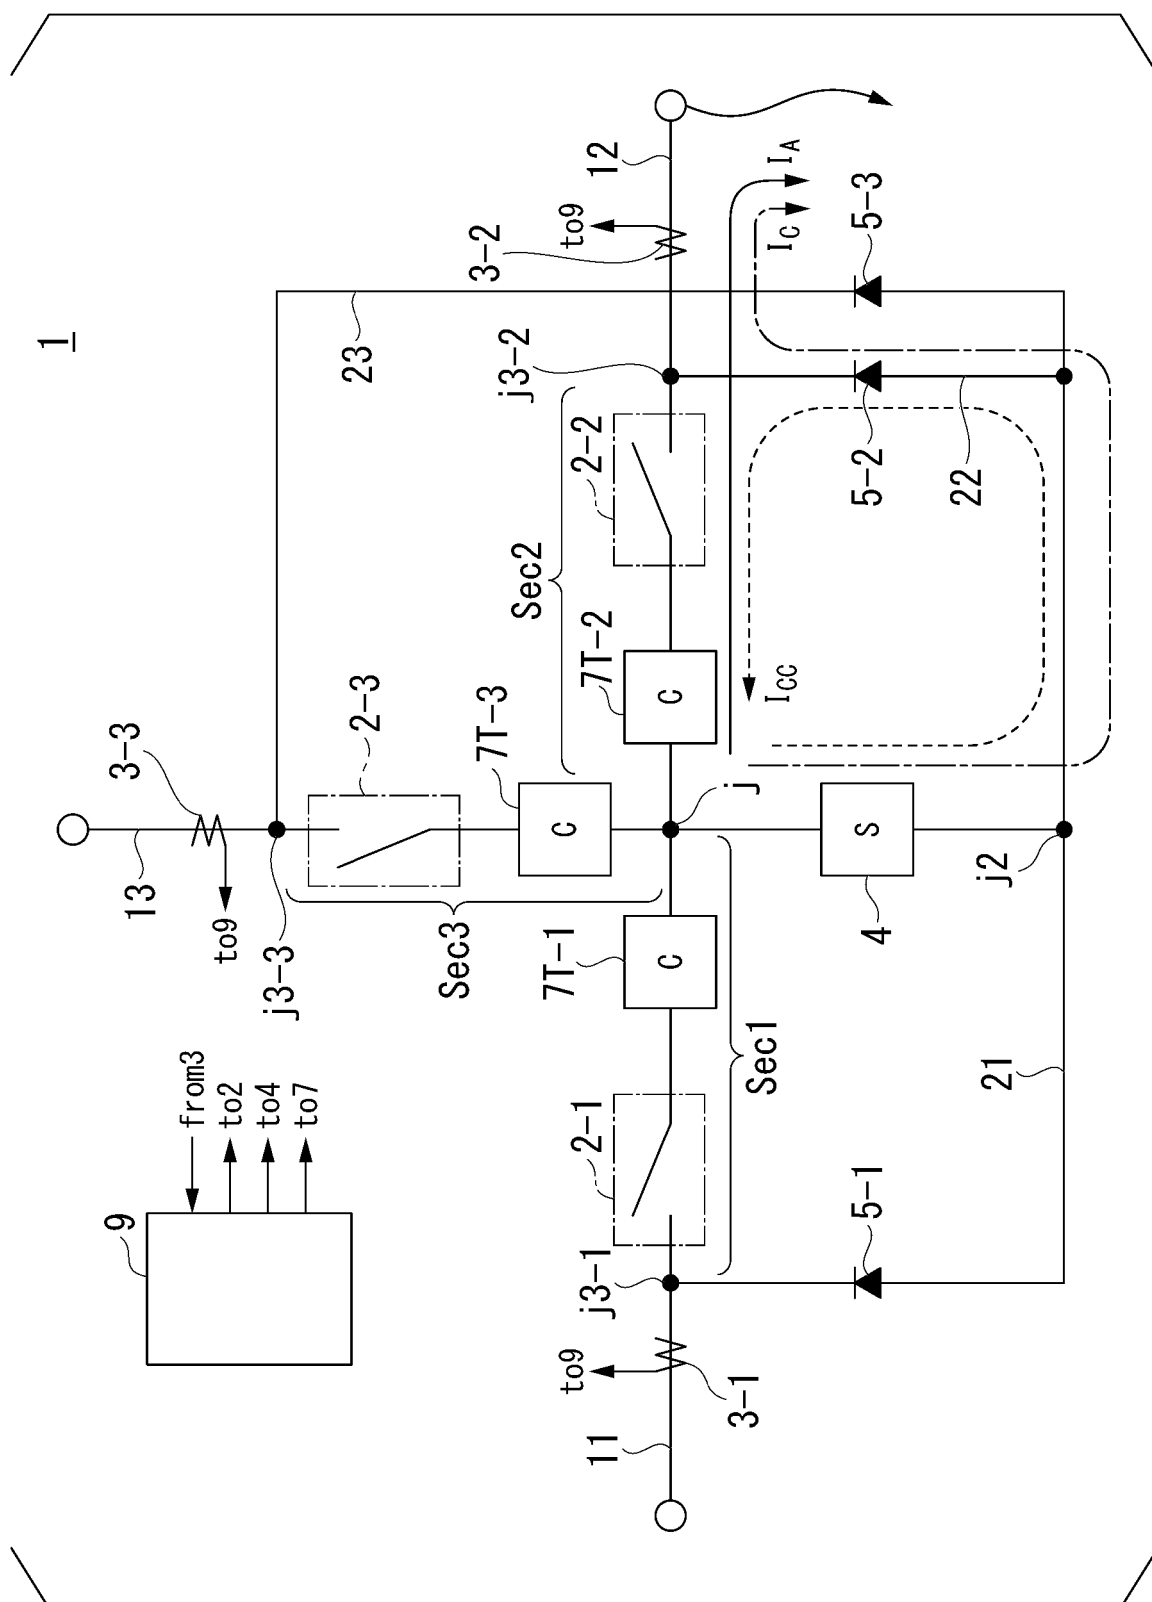 1
9
from3
to2
to4
to7
13
3-3
to9
j3-3
2-3
7T-3
Sec3
23
3-2
to9
12
j3-2
2-2
Sec2
7T-2
C
C
C
j
7T-1
Sec1
2-1
j3-1
to9
3-1
11
IA
IC
ICC
5-3
5-2
22
S
4
j2
21
5-1